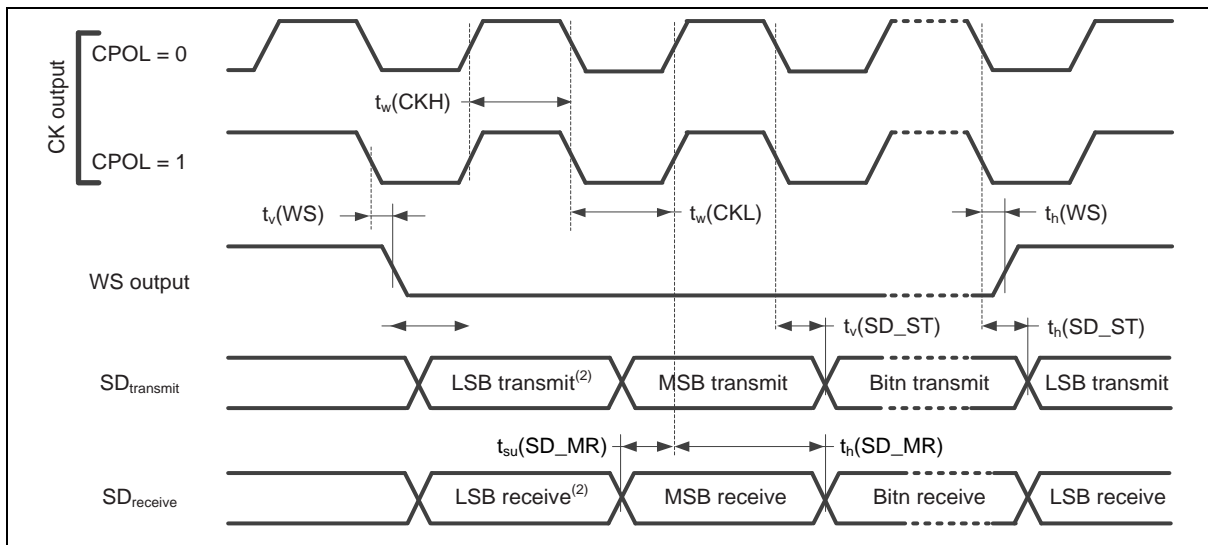 CK output
CPOL = 0
tw(CKH)
CPOL = 1
tv(WS)
tw(CKL)
th(WS)
WS output
tv(SD_ST)
th(SD_ST)
SDtransmit
LSB transmit(2)
MSB transmit
Bitn transmit
LSB transmit
tsu(SD_MR)
th(SD_MR)
SDreceive
LSB receive(2)
MSB receive
Bitn receive
LSB receive